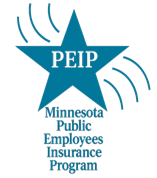 PEIP
Minnesota
Public
Employees
Insurance
Program